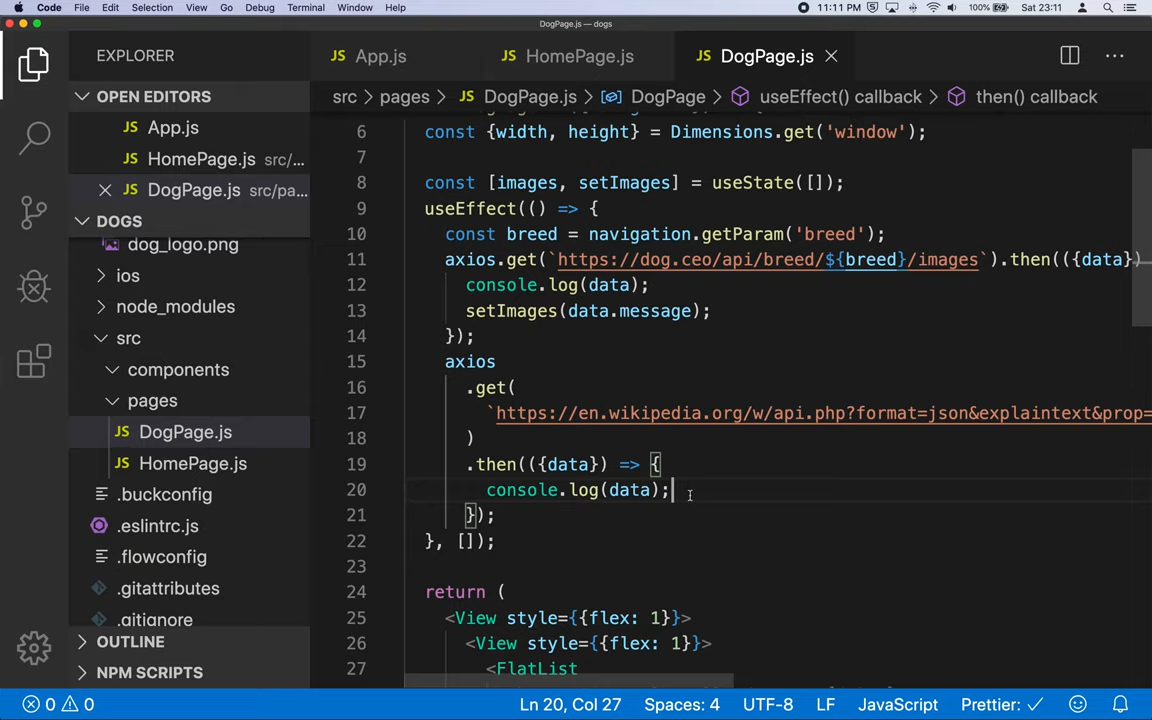 Code File Edit Selection View Go Debug Terminal Window Help 11:11 PM 100% Sat 23:11
DogPage.js — dogs
EXPLORER
OPEN EDITORS
JS App.js
JS HomePage.js src/...
JS DogPage.js src/pa...
DOGS
dog_logo.png
ios
node_modules
src
components
pages
JS DogPage.js
JS HomePage.js
.buckconfig
.eslintrc.js
.flowconfig
.gitattributes
.gitignore
OUTLINE
NPM SCRIPTS
JS App.js JS HomePage.js JS DogPage.js
src > pages > JS DogPage.js > DogPage > useEffect() callback > then() callback
6 const {width, height} = Dimensions.get('window');
7
8 const [images, setImages] = useState([]);
9 useEffect(() => {
10 const breed = navigation.getParam('breed');
11 axios.get(`https://dog.ceo/api/breed/${breed}/images`).then(({data})
12 console.log(data);
13 setImages(data.message);
14 });
15 axios
16 .get(
17 `https://en.wikipedia.org/w/api.php?format=json&explaintext&prop=
18 )
19 .then(({data}) => {
20 console.log(data);
21 });
22 }, []);
23
24 return (
25 <View style={{flex: 1}}>
26 <View style={{flex: 1}}>
27 <FlatList
0 0 Ln 20, Col 27 Spaces: 4 UTF-8 LF JavaScript Prettier: ✓